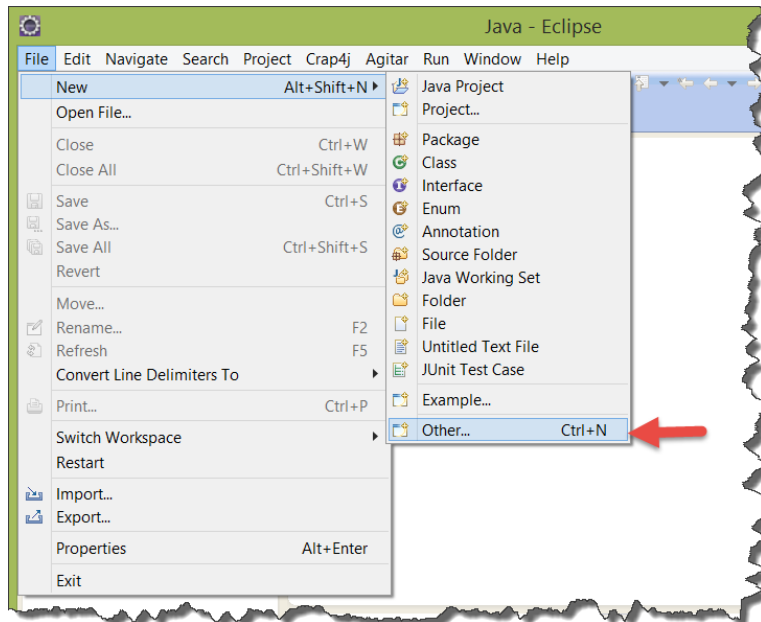 Java - Eclipse
File Edit Navigate Search Project Crap4j Agitar Run Window Help
New Alt+Shift+N
Open File...
Close Ctrl+W
Close All Ctrl+Shift+W
Save Ctrl+S
Save As...
Save All Ctrl+Shift+S
Revert
Move...
Rename... F2
Refresh F5
Convert Line Delimiters To
Print... Ctrl+P
Switch Workspace
Restart
Import...
Export...
Properties Alt+Enter
Exit
Java Project
Project...
Package
Class
Interface
Enum
Annotation
Source Folder
Java Working Set
Folder
File
Untitled Text File
JUnit Test Case
Example...
Other... Ctrl+N